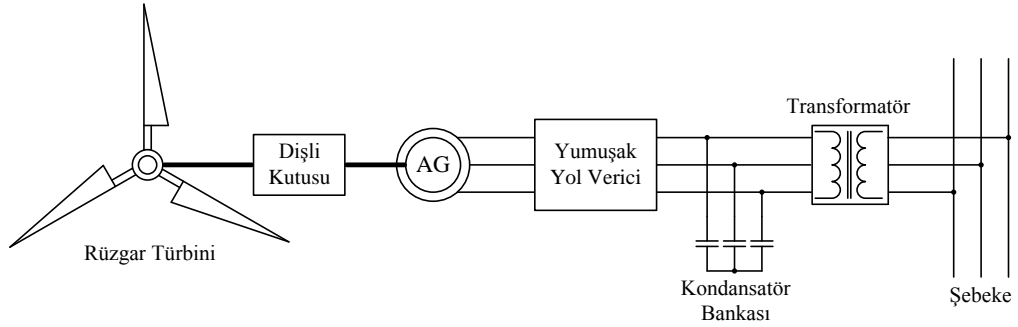 Rüzgar Türbini
Dişli
Kutusu
AG
Yumuşak
Yol Verici
Kondansatör
Bankası
Transformatör
Şebeke